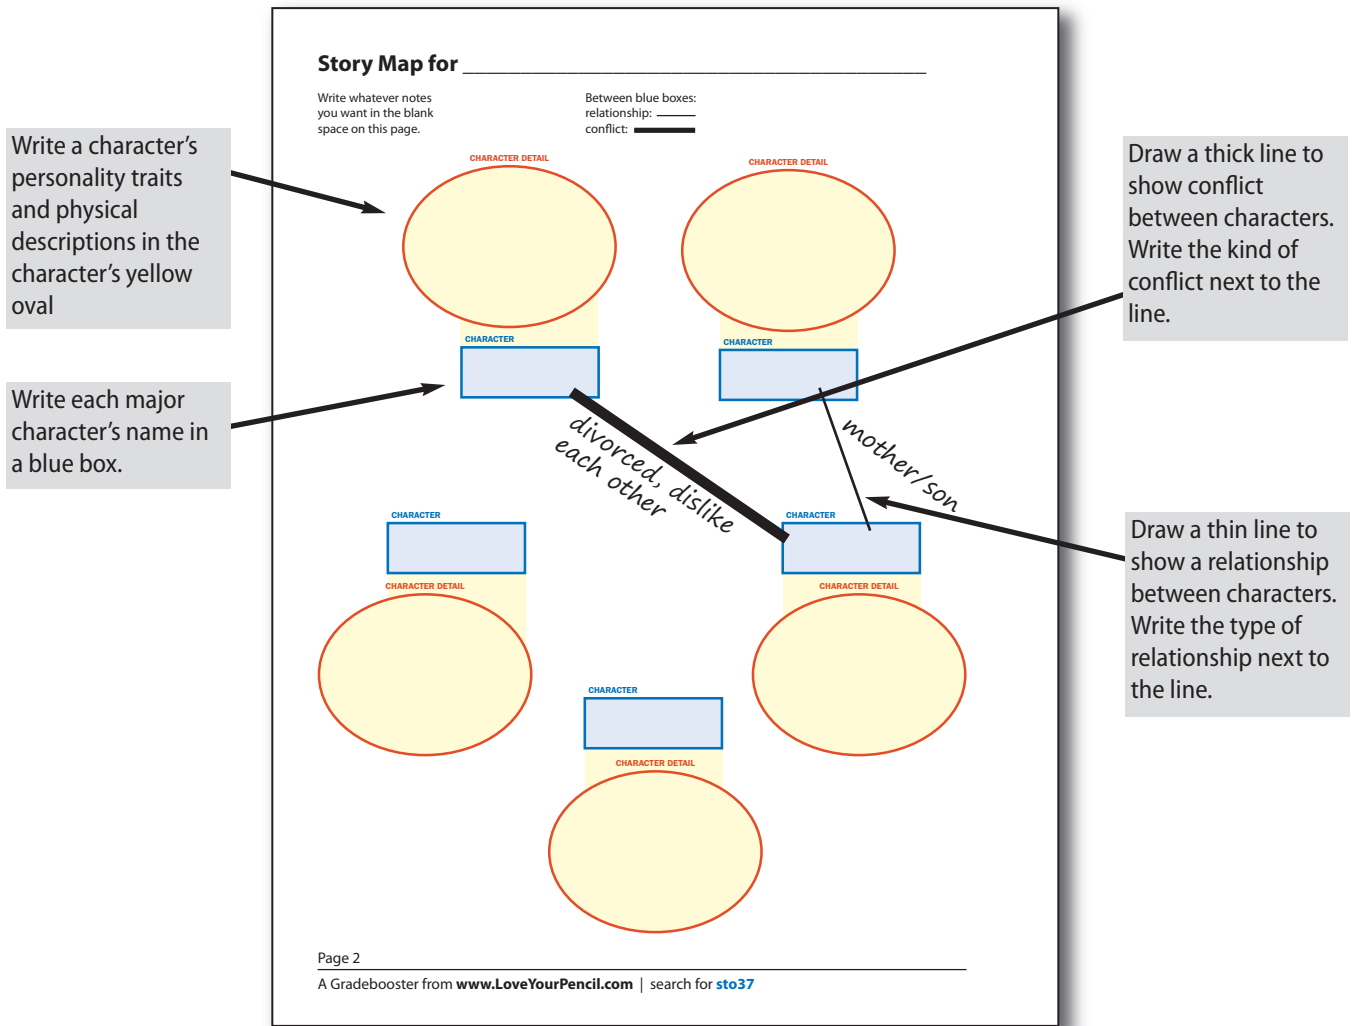 Story Map for ________________________________________
Write whatever notes
you want in the blank
space on this page.
Between blue boxes:
relationship:
conflict:
Write a character's
personality traits
and physical
descriptions in the
character's yellow
oval
Write each major
character's name in
a blue box.
Draw a thick line to
show conflict
between characters.
Write the kind of
conflict next to the
line.
Draw a thin line to
show a relationship
between characters.
Write the type of
relationship next to
the line.
CHARACTER DETAIL
CHARACTER DETAIL
CHARACTER
CHARACTER
divorced, dislike
each other
mother/son
CHARACTER
CHARACTER
CHARACTER DETAIL
CHARACTER DETAIL
CHARACTER
CHARACTER DETAIL
Page 2
A Gradebooster from www.LoveYourPencil.com | search for sto37